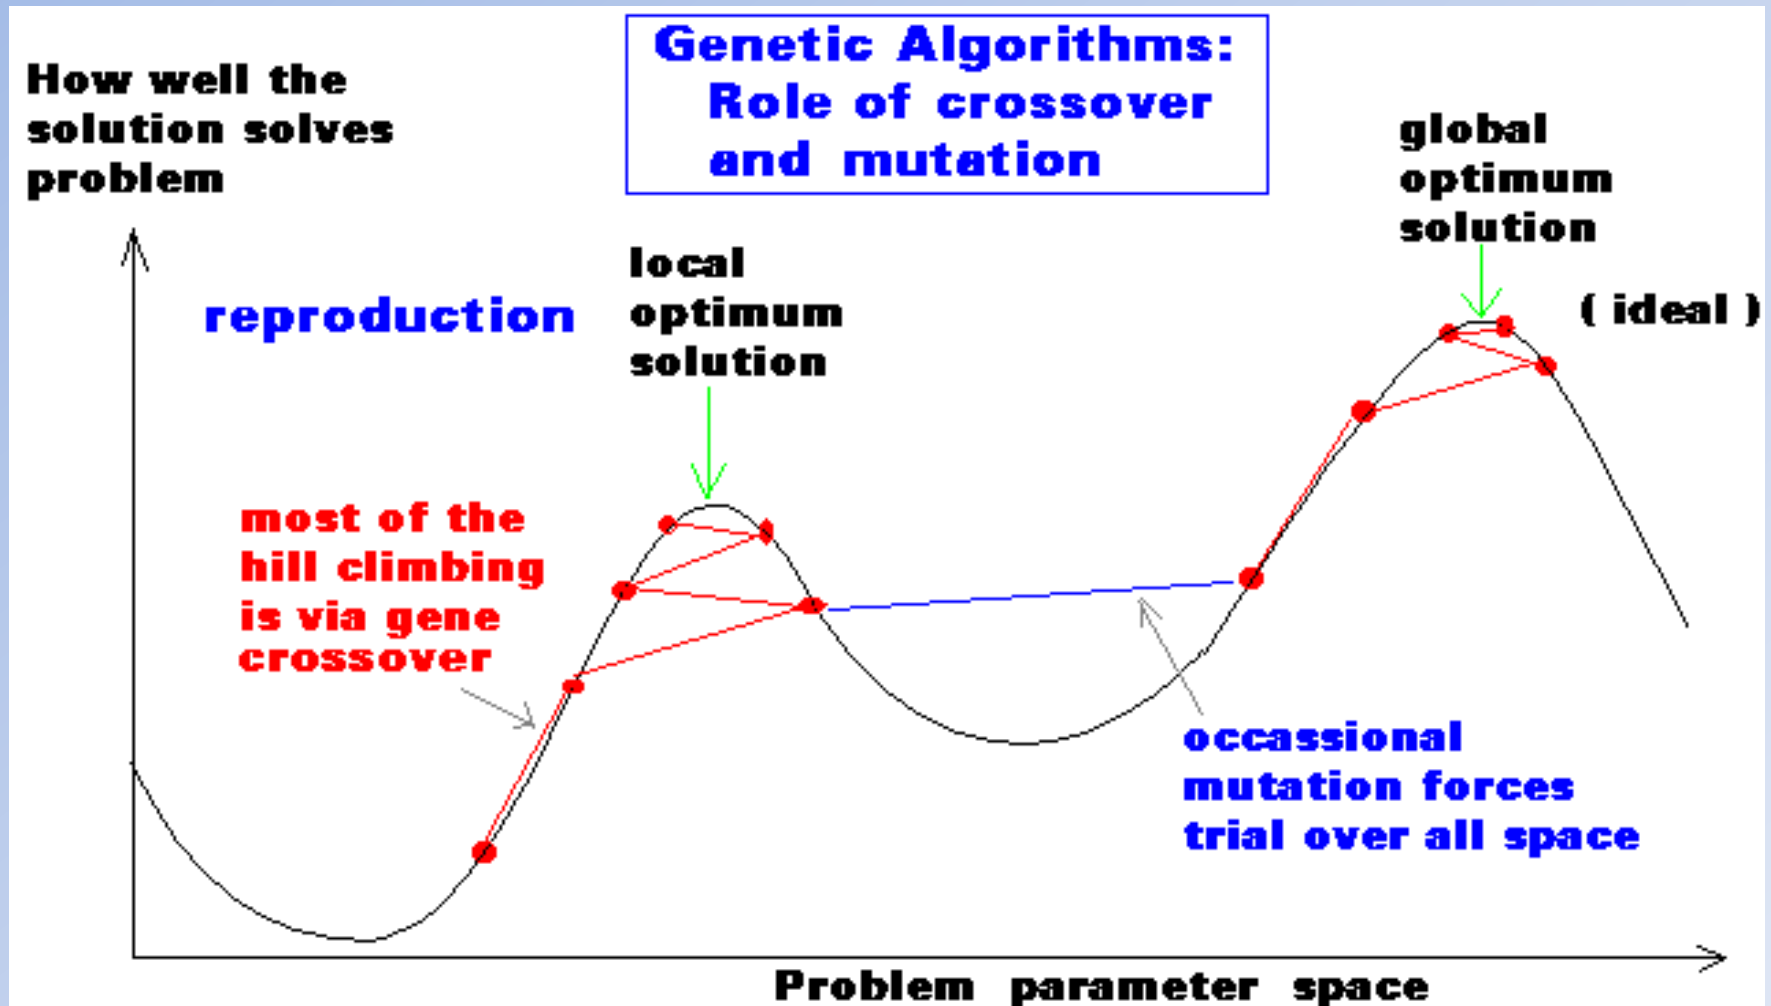 Genetic Algorithms:
Role of crossover
and mutation
How well the
solution solves
problem
global
optimum
solution
( ideal )
local
optimum
solution
reproduction
most of the
hill climbing
is via gene
crossover
occassional
mutation forces
trial over all space
Problem parameter space